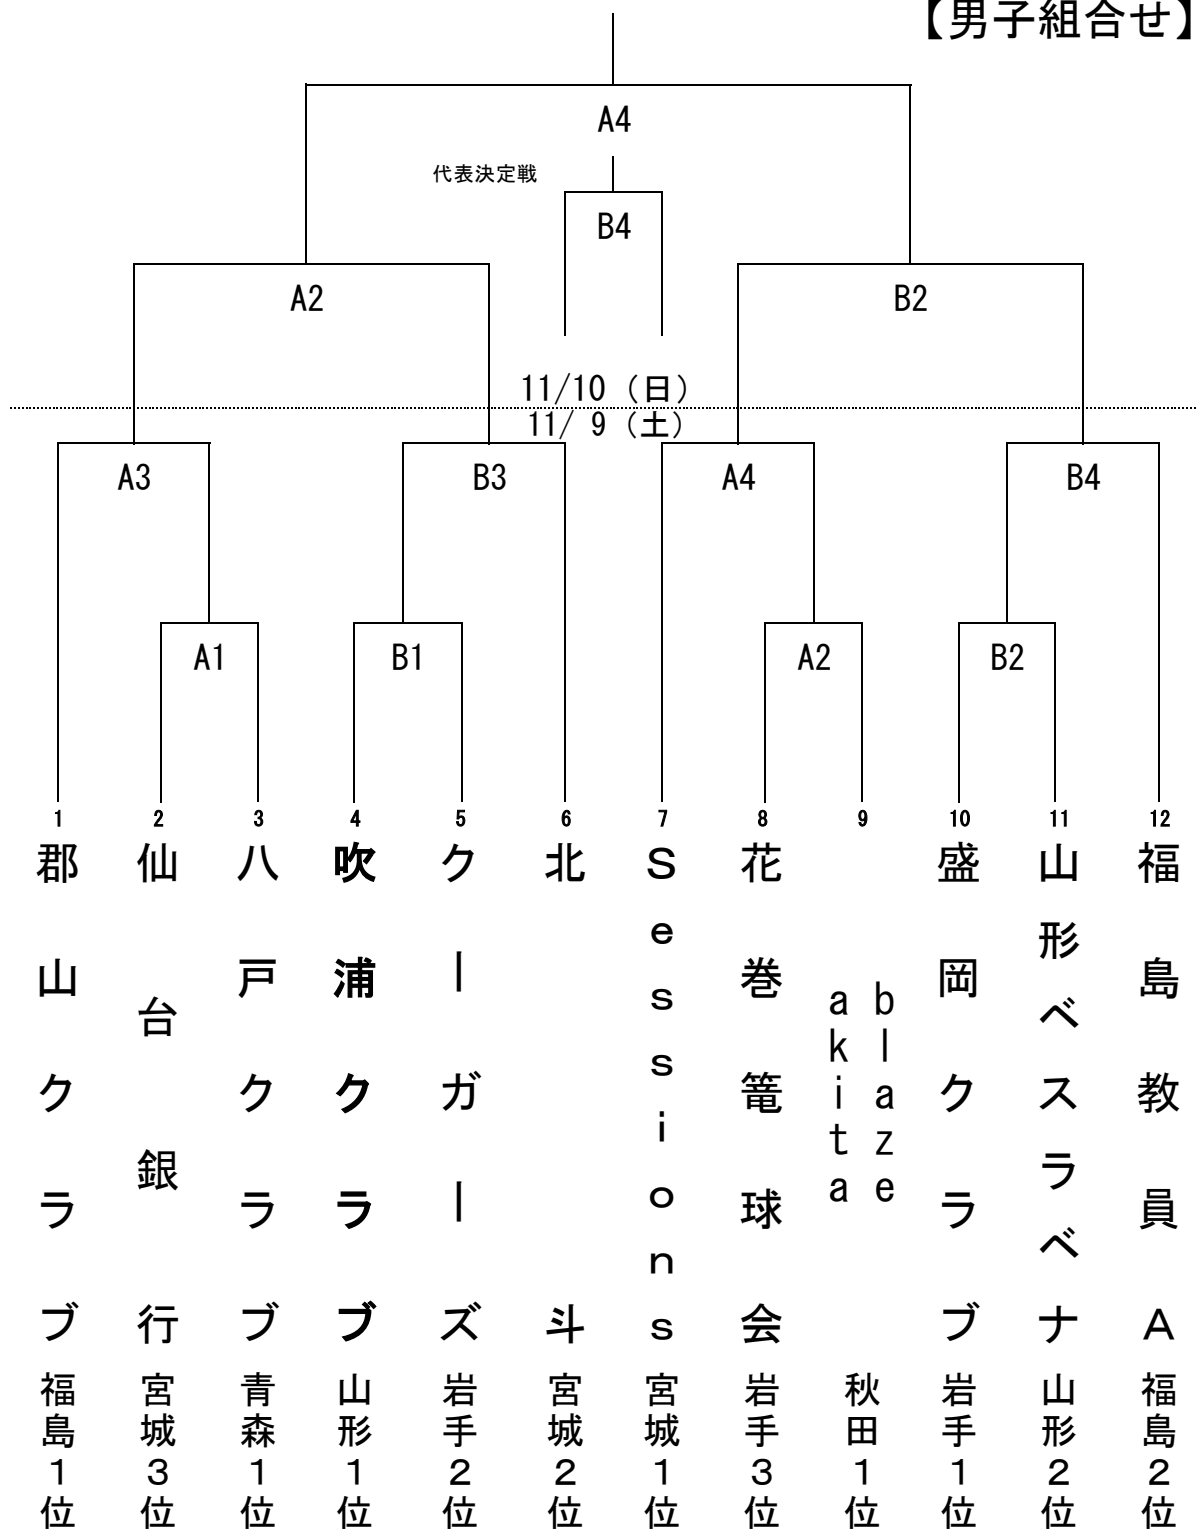 【男子組合せ】
A4
代表決定戦
B4
A2
B2
11/10 (日)
11/ 9 (土)
A3
B3
A4
B4
A1
B1
A2
B2
1
2
3
4
5
6
7
8
9
10
11
12
郡山クラブ
仙台銀行
八戸クラブ
吹浦クラブ
クーガーズ
北斗
Sessions
花巻篭球会
akita
blaze
盛岡クラブ
山形ベスラベナ
福島教員A
福島1位
宮城3位
青森1位
山形1位
岩手2位
宮城2位
宮城1位
岩手3位
秋田1位
岩手1位
山形2位
福島2位